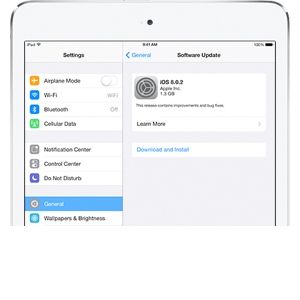 iPad
9:41 AM
100%
Settings
General
Software Update
Airplane Mode
Wi-Fi
WiFi
Bluetooth
Off
Cellular Data
Notification Center
Control Center
Do Not Disturb
General
Wallpapers & Brightness
iOS 8.0.2
Apple Inc.
1.3 GB
This release contains improvements and bug fixes.
Learn More
Download and Install